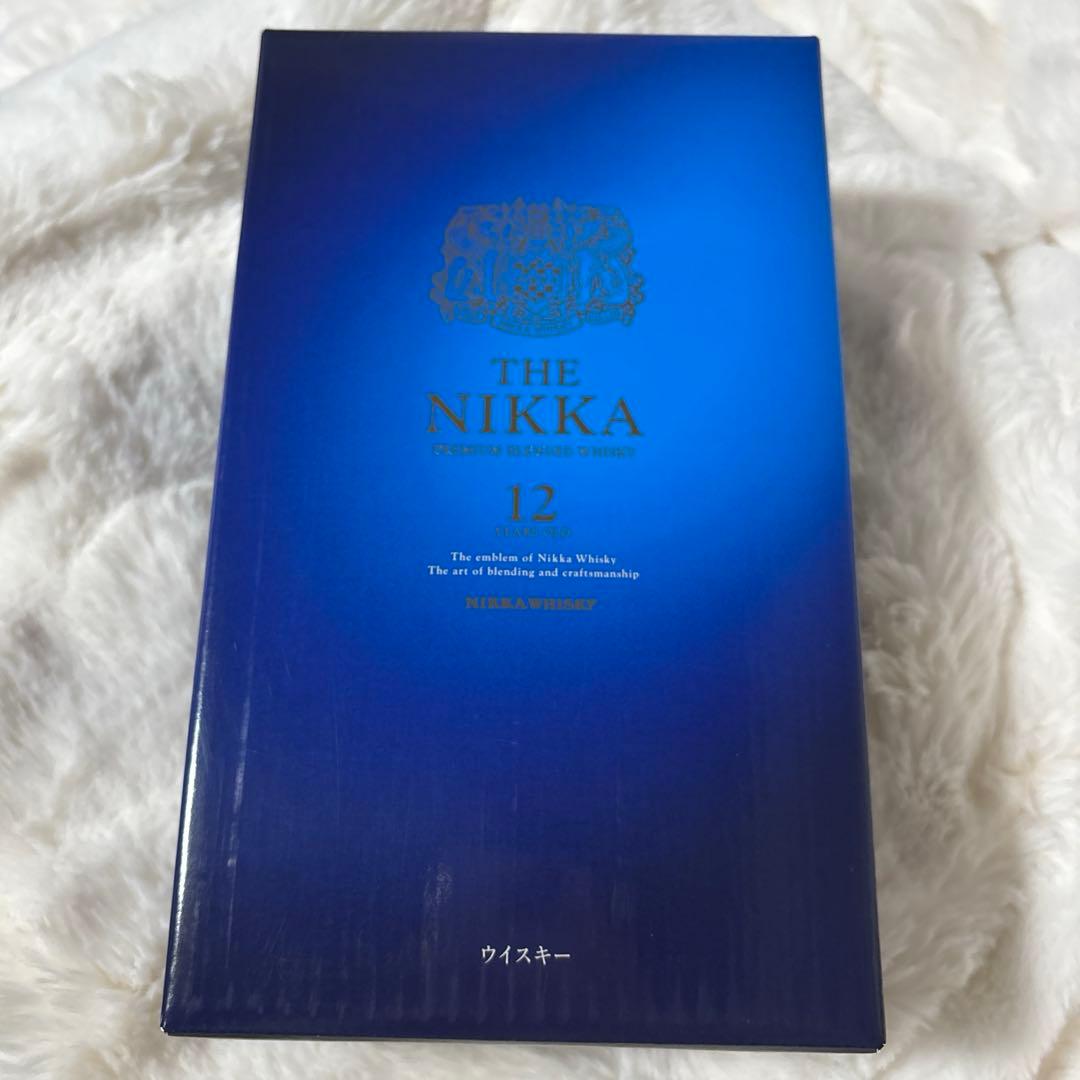 THE
NIKKA
PREMIUM BLENDED WHISKY
12
YEARS OLD
The emblem of Nikka Whisky
The art of blending and craftsmanship
NIKKA WHISKY
ウイスキー